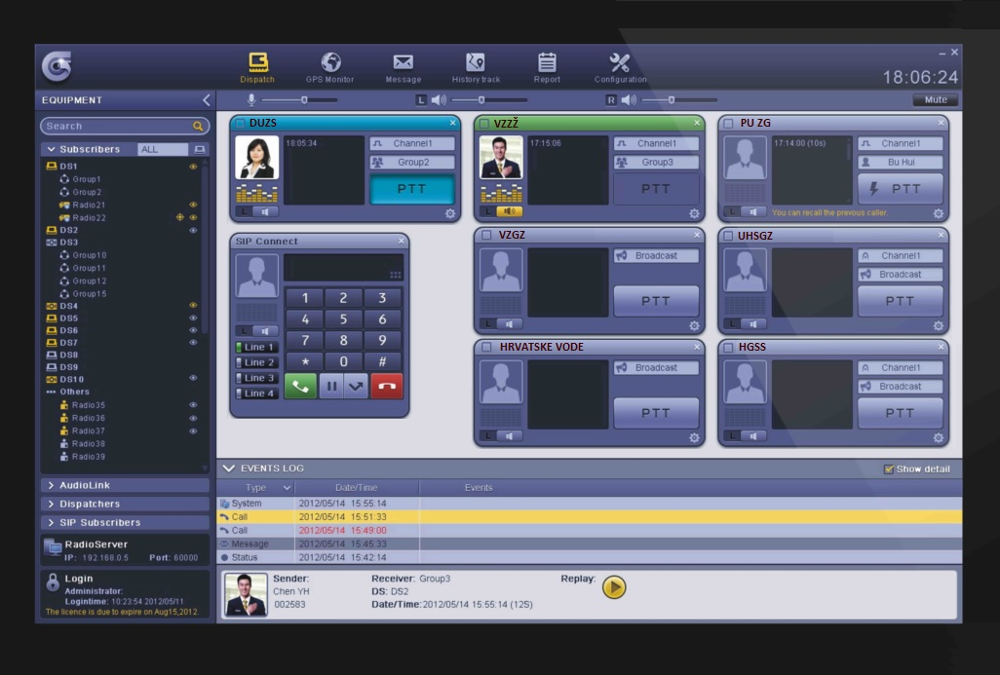 Dispatch
GPS Monitor
Message
History track
Report
Configuration
18:06:24
EQUIPMENT
L
R
Mute
Search
Subscribers ALL
DS1
Group1
Group2
Radio21
Radio22
DS2
DS3
Group10
Group11
Group12
Group15
DS4
DS5
DS6
DS7
DS8
DS9
DS10
Others
Radio35
Radio36
Radio37
Radio38
Radio39
AudioLink
Dispatchers
SIP Subscribers
RadioServer
IP: 192.168.0.5 Port: 60000
Login
Administrator:
Logintime: 10:23:54 2012/05/11
The licence is due to expire on Aug15,2012.
DUZS
18:05:34
Channel1
Group2
PTT
L
VZZŽ
17:15:06
Channel1
Group3
PTT
L
PU ZG
17:14:00 (10s)
Channel1
Bu Hui
PTT
L
You can recall the prevous caller.
SIP Connect
L
Line 1
Line 2
Line 3
Line 4
1 2 3
4 5 6
7 8 9
* 0 #
VZGZ
Broadcast
PTT
L
UHSGZ
Channel1
Broadcast
PTT
L
HRVATSKE VODE
Broadcast
PTT
L
HGSS
Channel1
Broadcast
PTT
L
EVENTS LOG
Show detail
Type Date/Time Events
System 2012/05/14 15:55:14
Call 2012/05/14 15:51:33
Call 2012/05/14 15:49:00
Message 2012/05/14 15:45:33
Status 2012/05/14 15:42:14
Sender: Receiver: Group3 Replay:
Chen YH DS: DS2
002583 Date/Time: 2012/05/14 15:55:14 (12S)